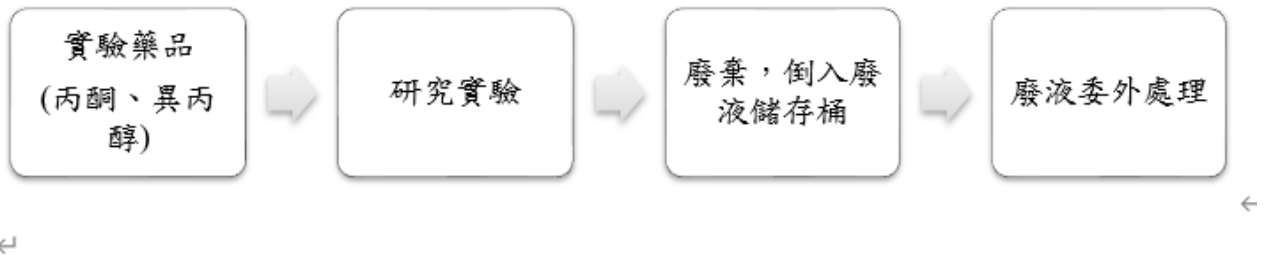 實驗藥品
(丙酮、異丙
醇)
研究實驗
廢棄，倒入廢
液儲存桶
廢液委外處理